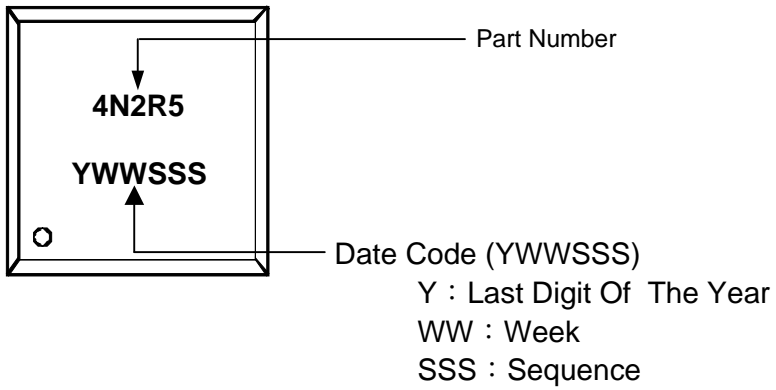 Part Number
4N2R5
YWWSSS
Date Code (YWWSSS)
Y：Last Digit Of The Year
WW：Week
SSS：Sequence